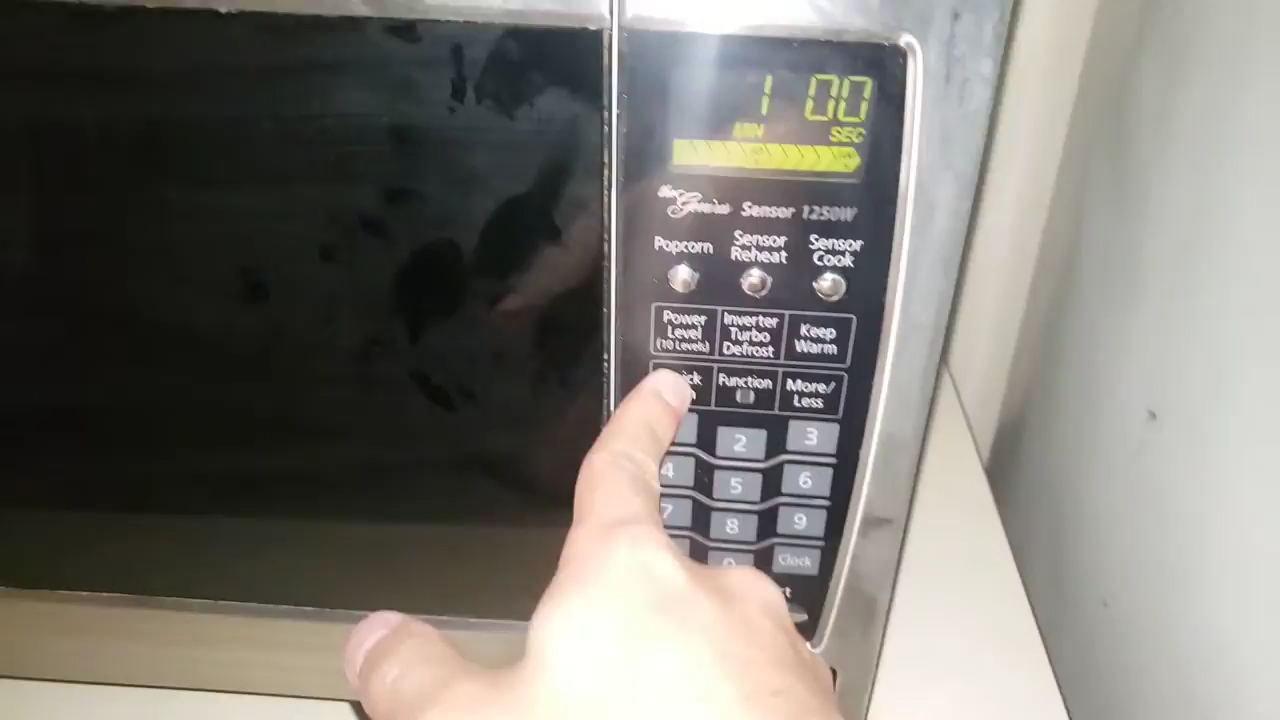 1 00
MIN SEC
the Genius Sensor 1250W
Popcorn
Sensor
Reheat
Sensor
Cook
Power
Level
(10 Levels)
Inverter
Turbo
Defrost
Keep
Warm
Function
More/
Less
2 3
4 5 6
7 8 9
0 Clock